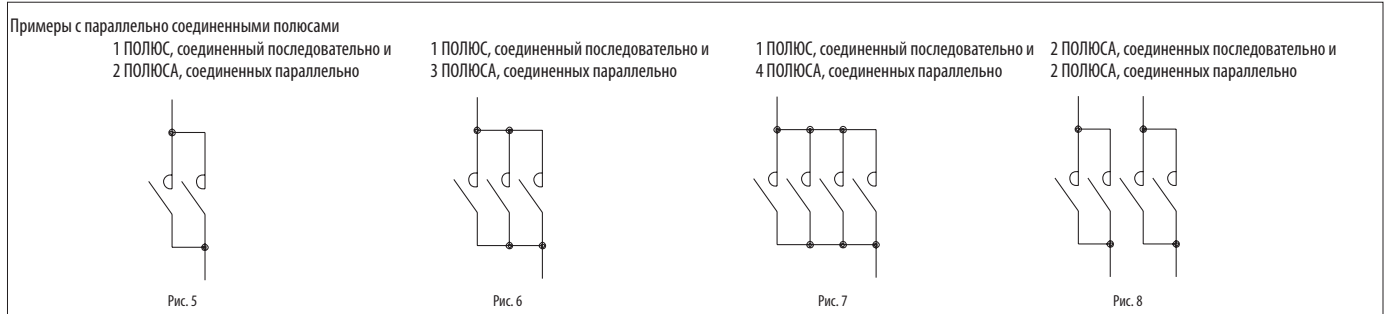 Примеры с параллельно соединенными полюсами
1 ПОЛЮС, соединенный последовательно и
2 ПОЛЮСА, соединенных параллельно
1 ПОЛЮС, соединенный последовательно и
3 ПОЛЮСА, соединенных параллельно
1 ПОЛЮС, соединенный последовательно и
4 ПОЛЮСА, соединенных параллельно
2 ПОЛЮСА, соединенных последовательно и
2 ПОЛЮСА, соединенных параллельно
Рис. 5
Рис. 6
Рис. 7
Рис. 8